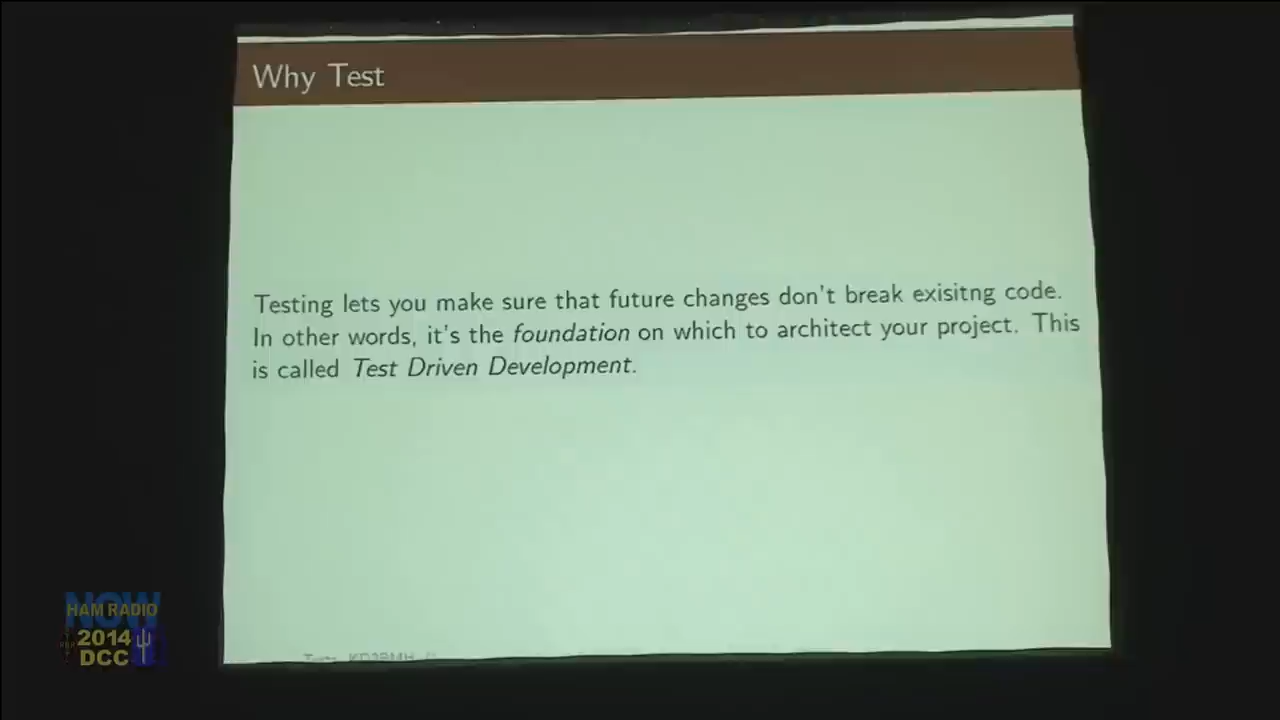 Why Test
Testing lets you make sure that future changes don't break exisitng code.
In other words, it's the foundation on which to architect your project. This
is called Test Driven Development.
NOW
HAM RADIO
2014
DCC